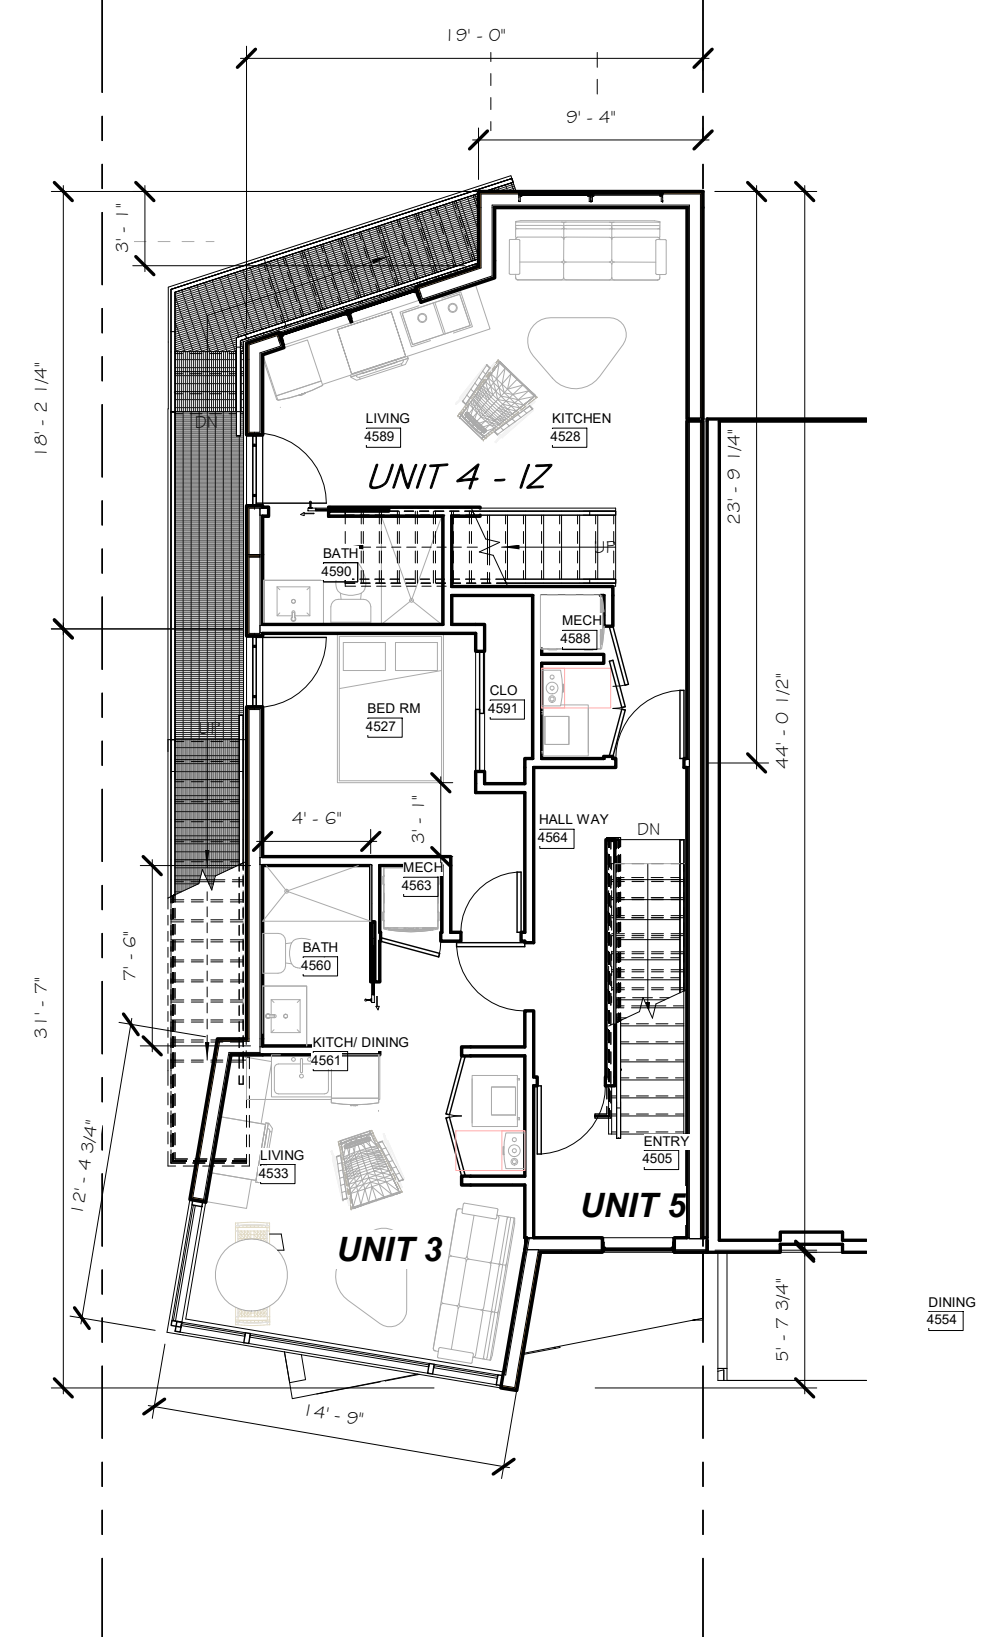 19' - 0"
9' - 4"
3' - 1"
18' - 2 1/4"
DN
LIVING
4589
KITCHEN
4528
UNIT 4 - IZ
23' - 9 1/4"
UP
BATH
4590
MECH
4588
CLO
4591
BED RM
4527
UP
44' - 0 1/2"
4' - 6"
3' - 1"
HALL WAY
4564
DN
MECH
4563
7' - 6"
BATH
4560
31' - 7"
KITCH/ DINING
4561
12' - 4 3/4"
LIVING
4533
ENTRY
4505
UNIT 5
UNIT 3
5' - 7 3/4"
DINING
4554
14' - 9"